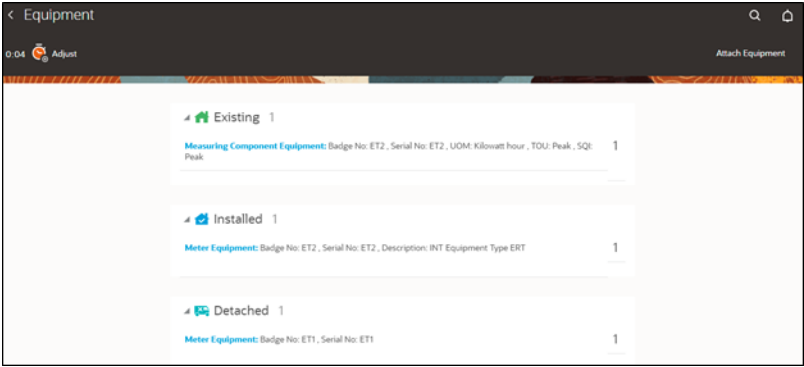 Equipment
0:04 Adjust
Attach Equipment
Existing 1
Measuring Component Equipment: Badge No: ET2 , Serial No: ET2 , UOM: Kilowatt hour , TOU: Peak , SQI: 1
Peak
Installed 1
Meter Equipment: Badge No: ET2 , Serial No: ET2 , Description: INT Equipment Type ERT 1
Detached 1
Meter Equipment: Badge No: ET1 , Serial No: ET1 1